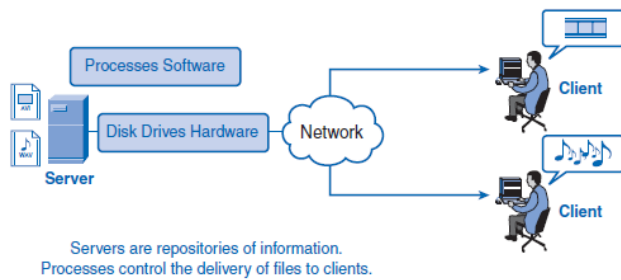 Processes Software
AVI
Disk Drives Hardware
Network
Client
WAV
Server
Client
Servers are repositories of information.
Processes control the delivery of files to clients.